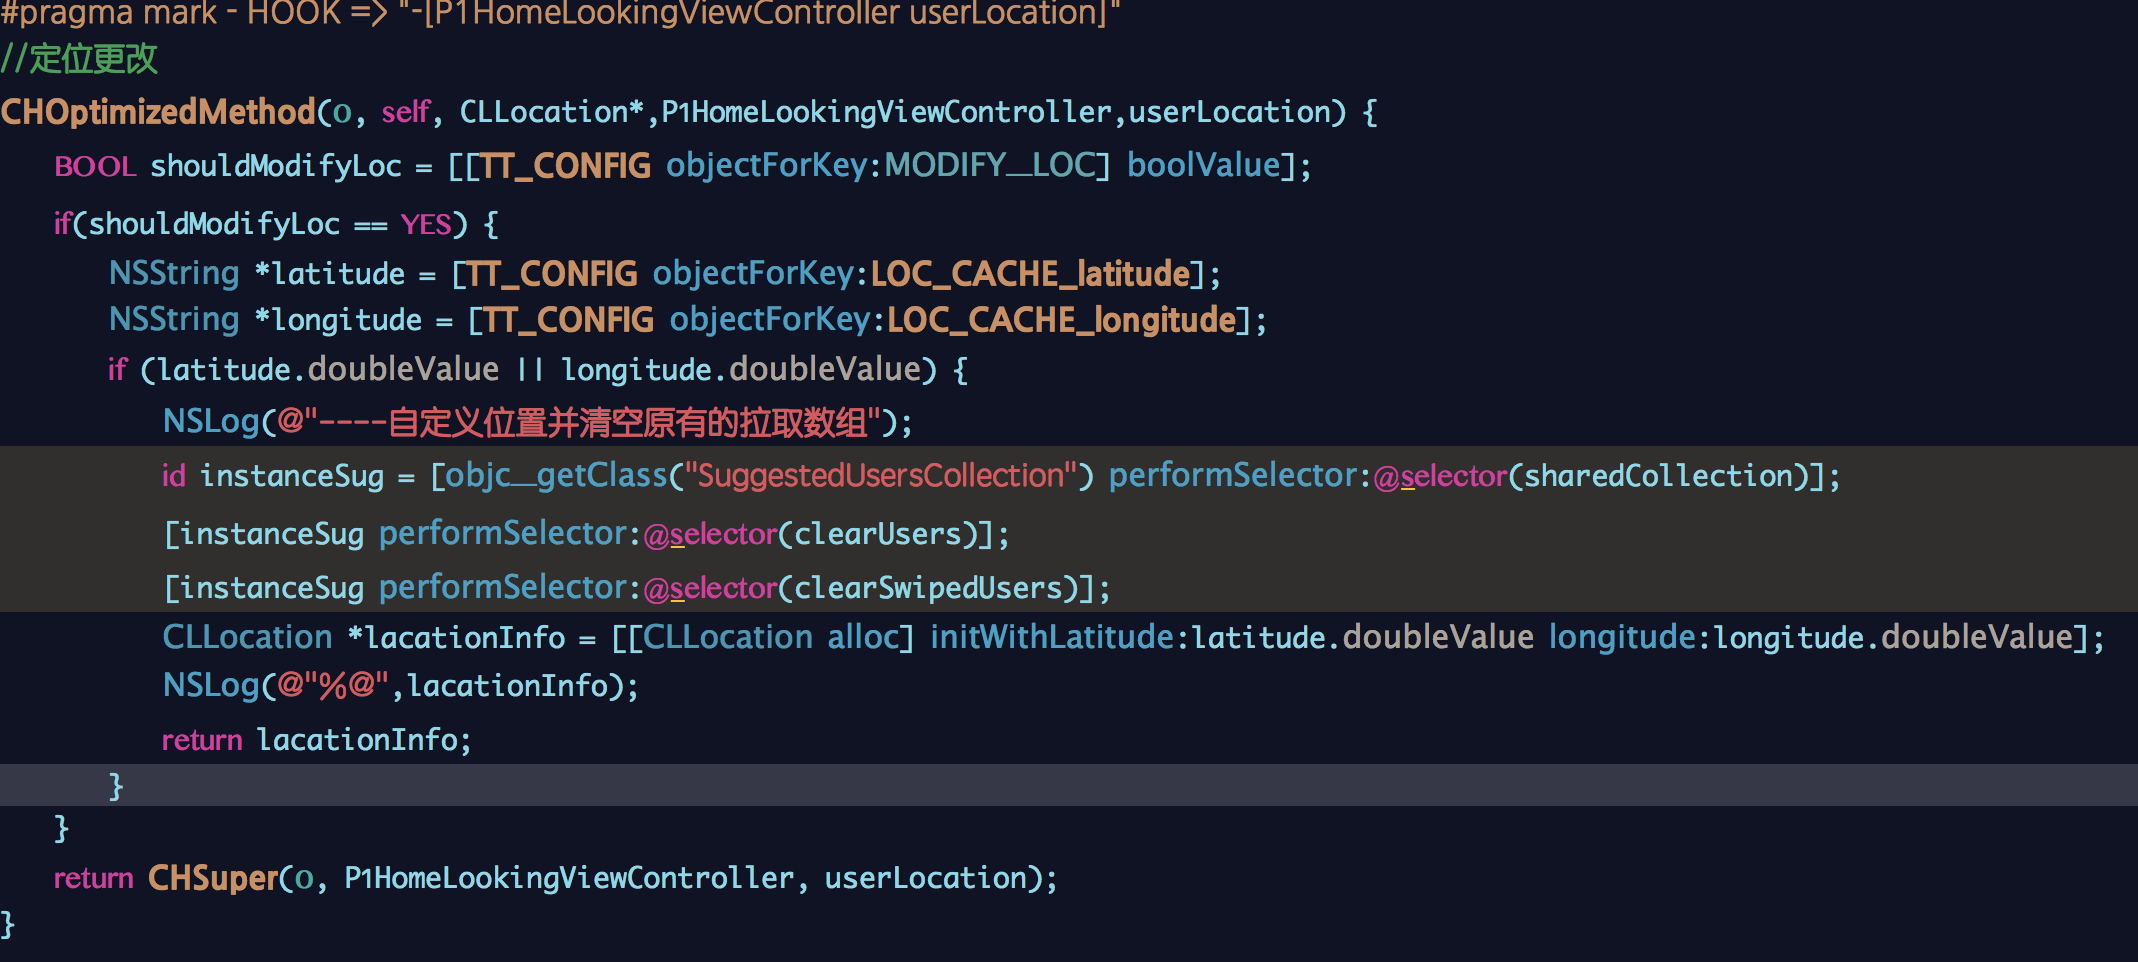 #pragma mark - HOOK => "-[P1HomeLookingViewController userLocation]"
//定位更改
CHOptimizedMethod(0, self, CLLocation*,P1HomeLookingViewController,userLocation) {
BOOL shouldModifyLoc = [[TT_CONFIG objectForKey:MODIFY_LOC] boolValue];
if(shouldModifyLoc == YES) {
NSString *latitude = [TT_CONFIG objectForKey:LOC_CACHE_latitude];
NSString *longitude = [TT_CONFIG objectForKey:LOC_CACHE_longitude];
if (latitude.doubleValue || longitude.doubleValue) {
NSLog(@"----自定义位置并清空原有的拉取数组");
id instanceSug = [objc_getClass("SuggestedUsersCollection") performSelector:@selector(sharedCollection)];
[instanceSug performSelector:@selector(clearUsers)];
[instanceSug performSelector:@selector(clearSwipedUsers)];
CLLocation *lacationInfo = [[CLLocation alloc] initWithLatitude:latitude.doubleValue longitude:longitude.doubleValue];
NSLog(@"%@",lacationInfo);
return lacationInfo;
}
}
return CHSuper(0, P1HomeLookingViewController, userLocation);
}